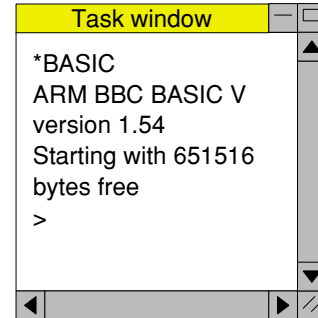 Task window
*BASIC
ARM BBC BASIC V
version 1.54
Starting with 651516
bytes free
>